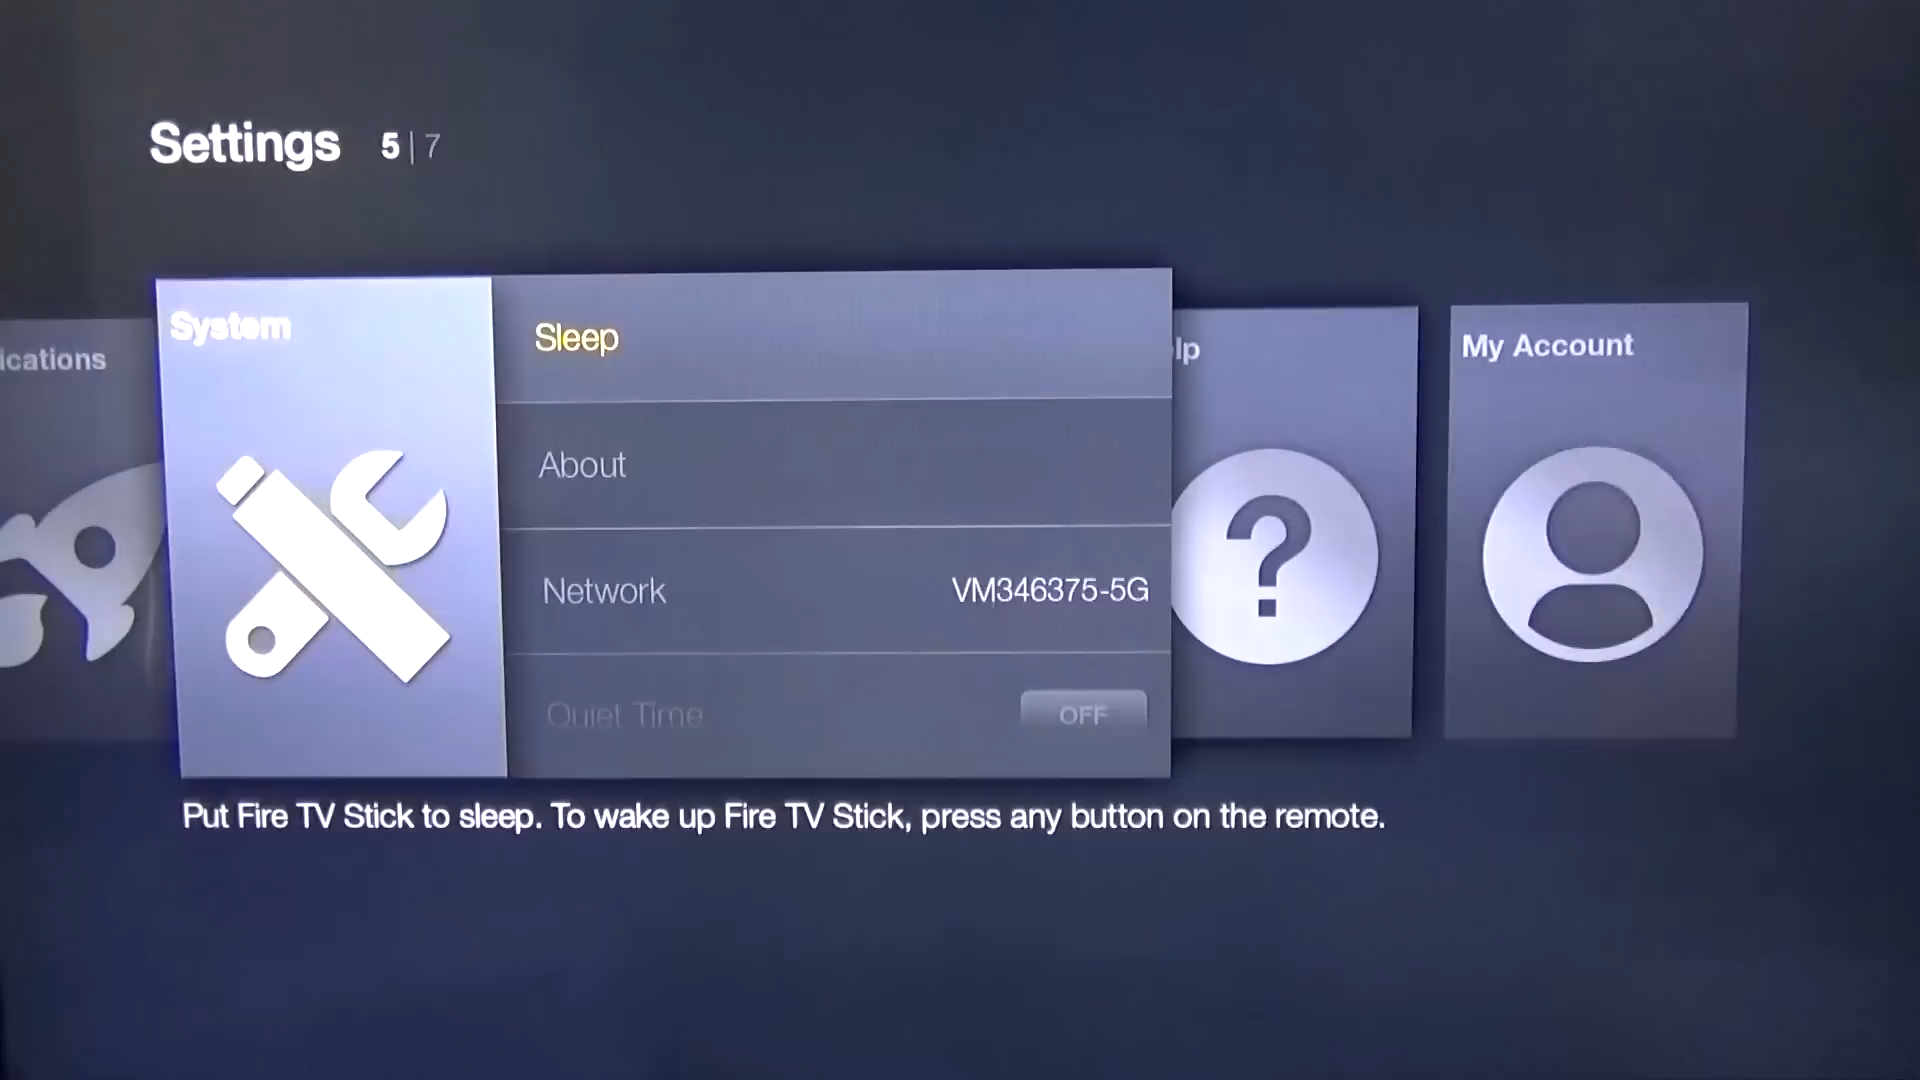 Settings 5 | 7
ications
System
Sleep
About
Network VM346375-5G
Quiet Time OFF
lp
My Account
Put Fire TV Stick to sleep. To wake up Fire TV Stick, press any button on the remote.